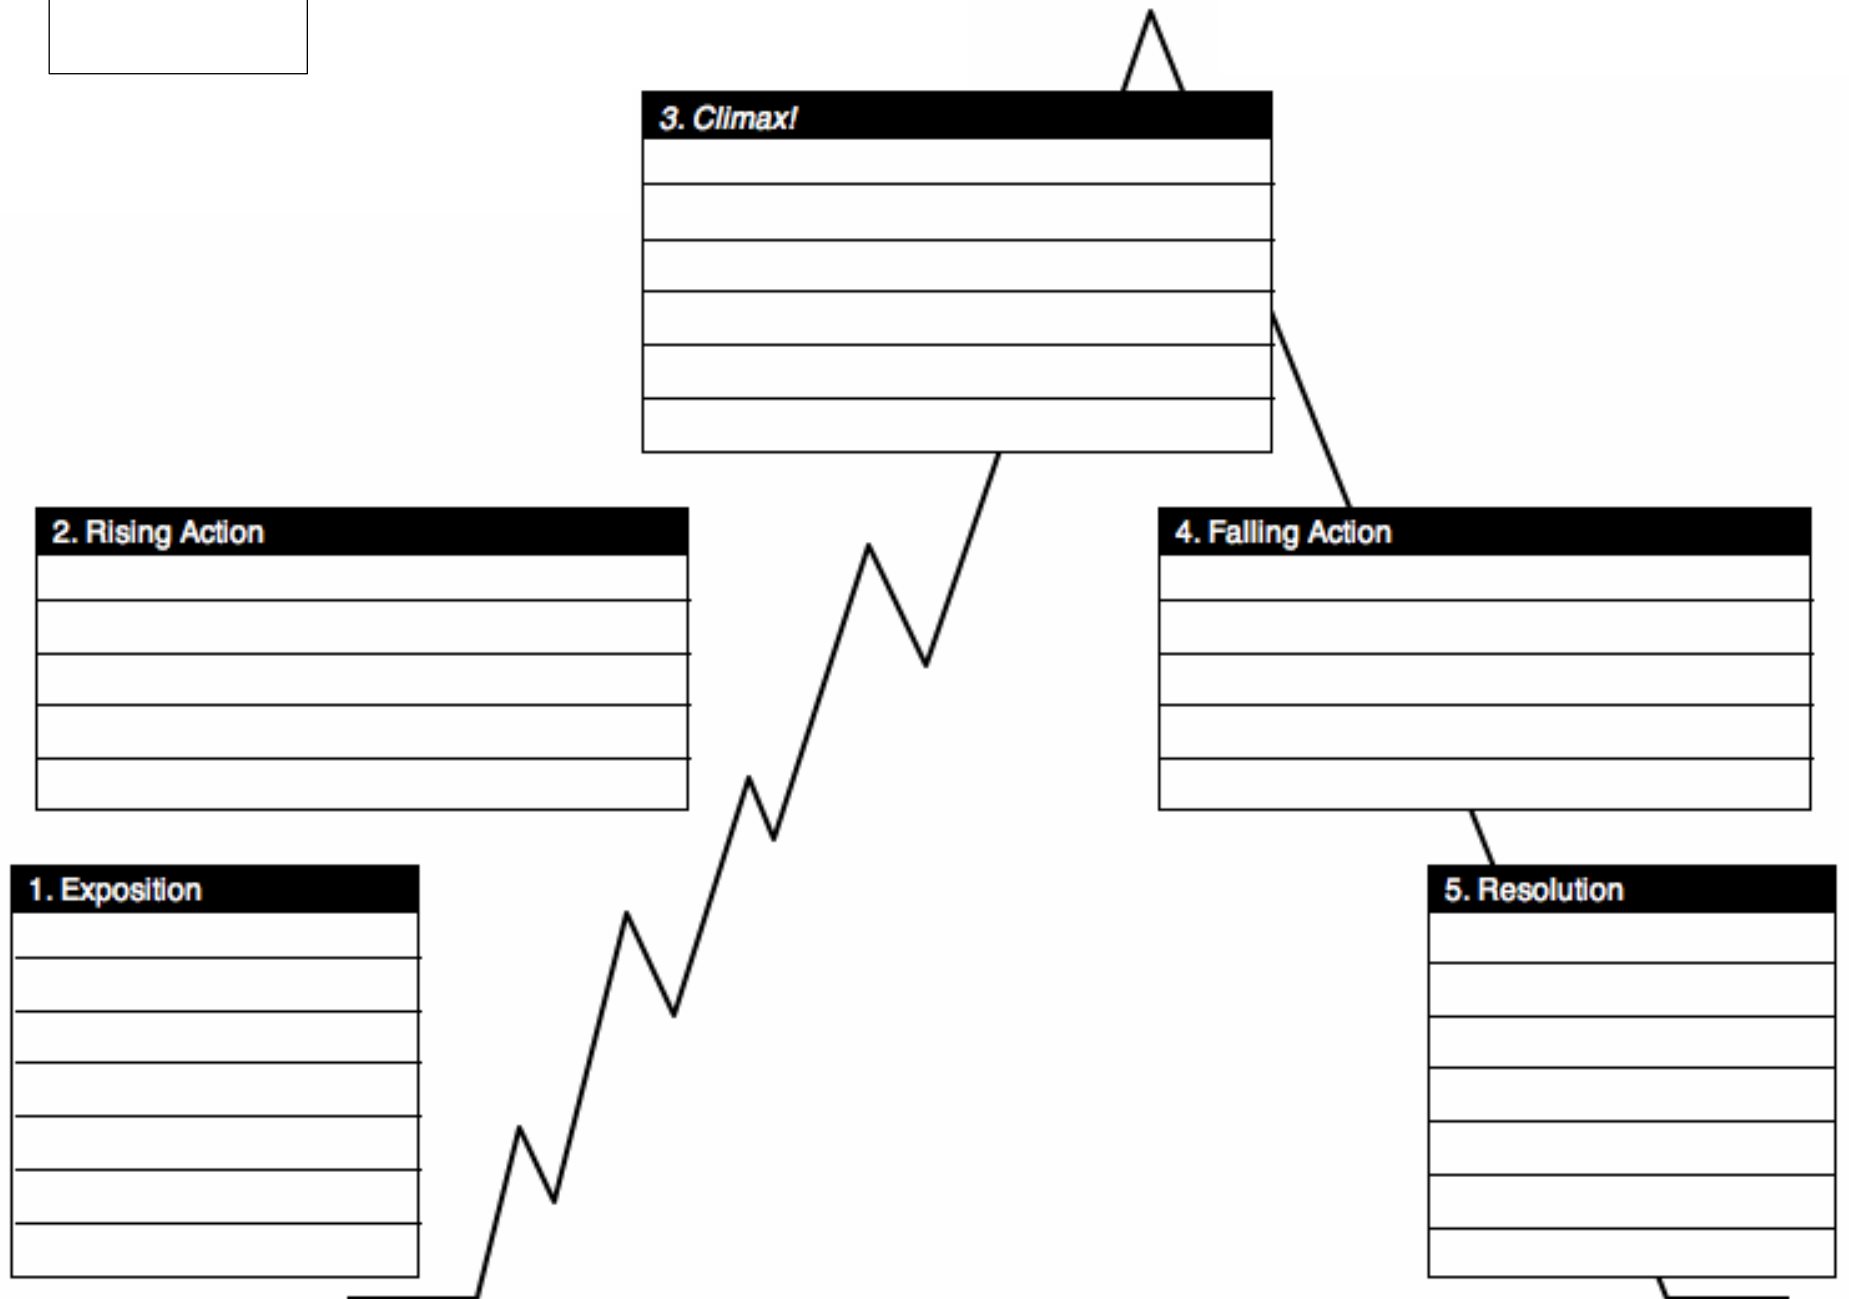 3. Climax!
2. Rising Action
4. Falling Action
1. Exposition
5. Resolution